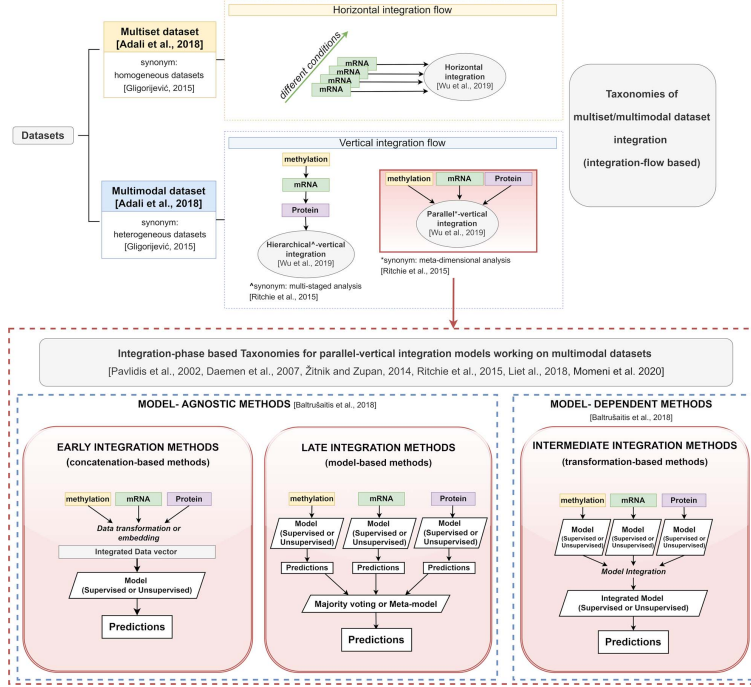 Multiset dataset
[Adali et al., 2018]
synonym:
homogeneous datasets
[Gligorijević, 2015]
Horizontal integration flow
different conditions
mRNA
mRNA
mRNA
mRNA
Horizontal
integration
[Wu et al., 2019]
Taxonomies of
multiset/multimodal dataset
integration
(integration-flow based)
Datasets
Multimodal dataset
[Adali et al., 2018]
synonym:
heterogeneous datasets
[Gligorijević, 2015]
Vertical integration flow
methylation
mRNA
Protein
Hierarchical^-vertical
integration
[Wu et al., 2019]
^synonym: multi-staged analysis
[Ritchie et al., 2015]
methylation
mRNA
Protein
Parallel*-vertical
integration
[Wu et al., 2019]
*synonym: meta-dimensional analysis
[Ritchie et al., 2015]
Integration-phase based Taxonomies for parallel-vertical integration models working on multimodal datasets
[Pavlidis et al., 2002, Daemen et al., 2007, Žitnik and Zupan, 2014, Ritchie et al., 2015, Liet al., 2018, Momeni et al. 2020]
MODEL- AGNOSTIC METHODS [Baltrušaitis et al., 2018]
EARLY INTEGRATION METHODS
(concatenation-based methods)
methylation
mRNA
Protein
Data transformation or
embedding
Integrated Data vector
Model
(Supervised or Unsupervised)
Predictions
LATE INTEGRATION METHODS
(model-based methods)
methylation
mRNA
Protein
Model
(Supervised or
Unsupervised)
Model
(Supervised or
Unsupervised)
Model
(Supervised or
Unsupervised)
Predictions
Predictions
Predictions
Majority voting or Meta-model
Predictions
MODEL- DEPENDENT METHODS
[Baltrušaitis et al., 2018]
INTERMEDIATE INTEGRATION METHODS
(transformation-based methods)
methylation
mRNA
Protein
Model
(Supervised or
Unsupervised)
Model
(Supervised or
Unsupervised)
Model
(Supervised or
Unsupervised)
Model Integration
Integrated Model
(Supervised or Unsupervised)
Predictions